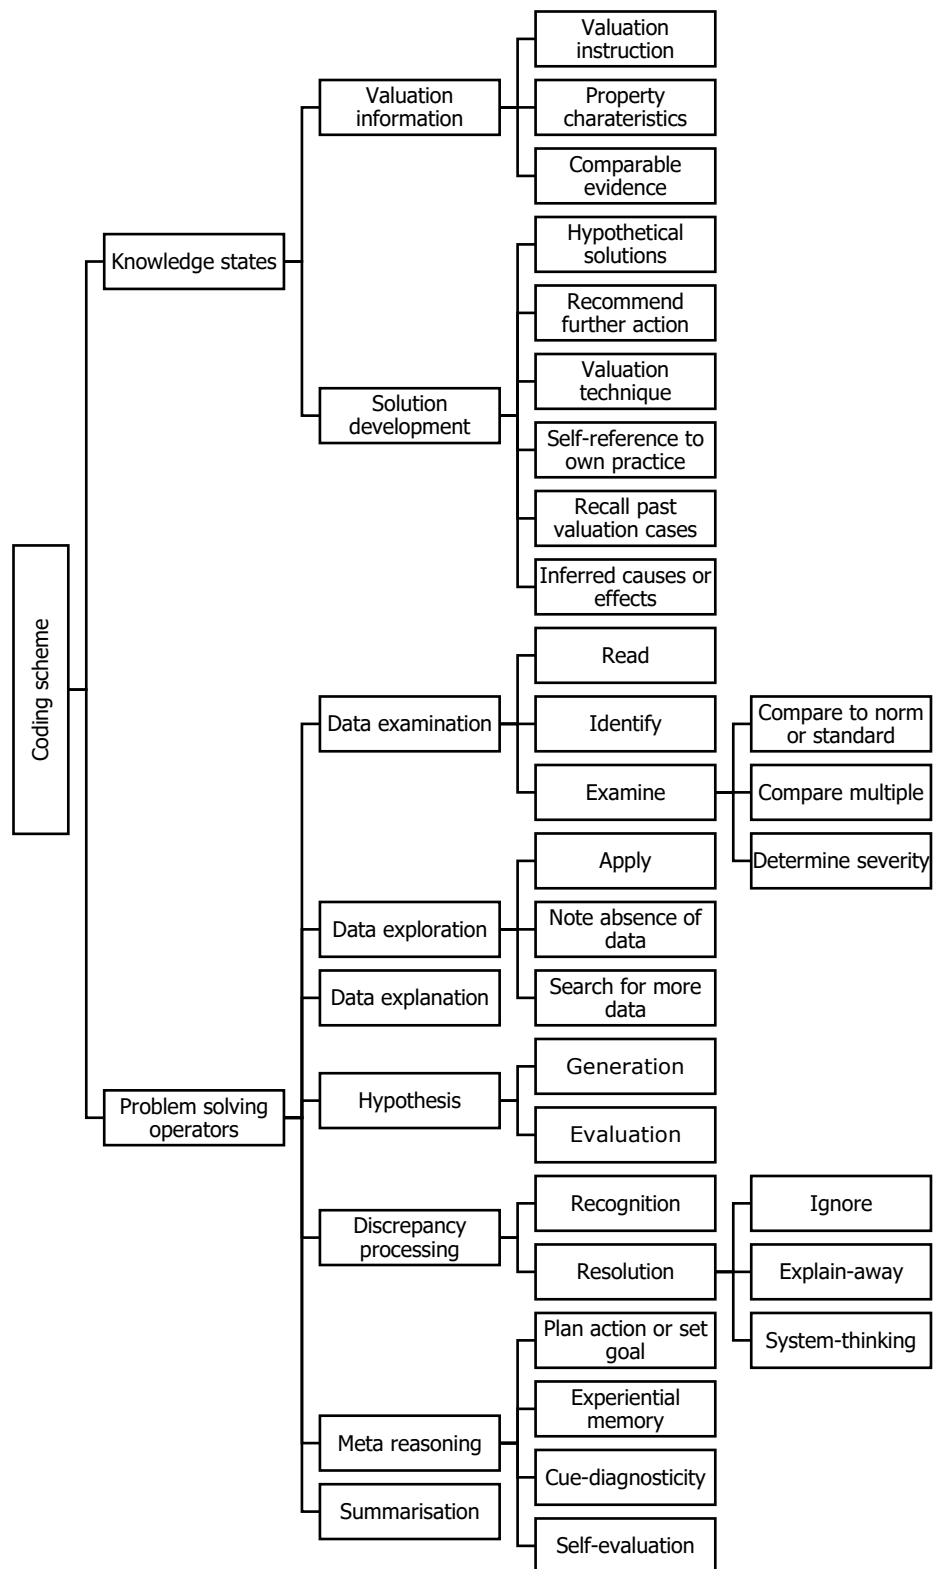 Coding scheme
Knowledge states
Valuation
information
Valuation
instruction
Property
charateristics
Comparable
evidence
Solution
development
Hypothetical
solutions
Recommend
further action
Valuation
technique
Self-reference to
own practice
Recall past
valuation cases
Inferred causes or
effects
Problem solving
operators
Data examination
Read
Identify
Examine
Compare to norm
or standard
Compare multiple
Determine severity
Data exploration
Apply
Note absence of
data
Search for more
data
Data explanation
Hypothesis
Generation
Evaluation
Discrepancy
processing
Recognition
Resolution
Ignore
Explain-away
System-thinking
Meta reasoning
Plan action or set
goal
Experiential
memory
Cue-diagnosticity
Self-evaluation
Summarisation